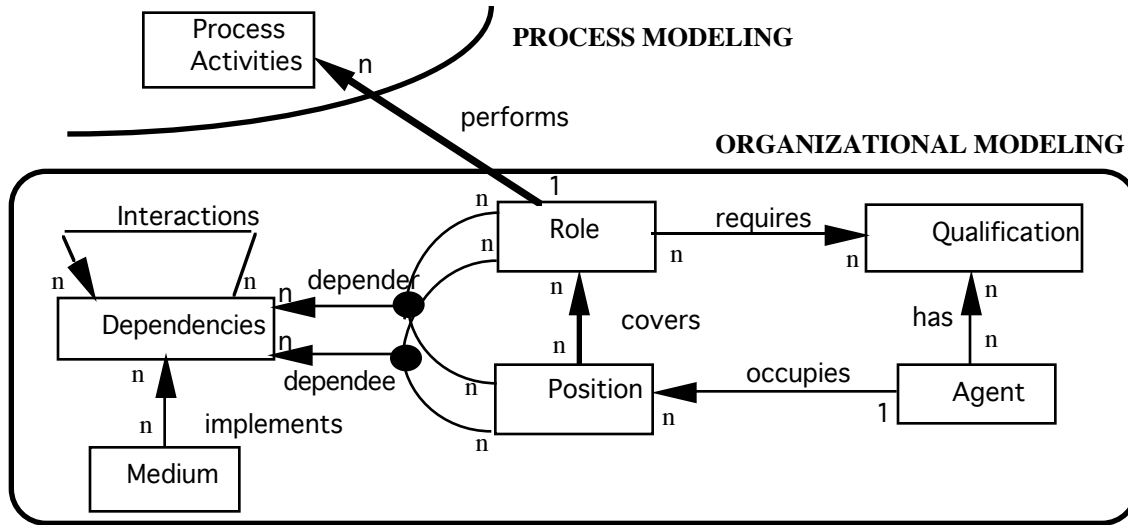 Process
Activities
PROCESS MODELING
n
performs
ORGANIZATIONAL MODELING
1
n
Interactions
Role
requires
Qualification
n
n
n
n
n
n
depender
n
n
n
Dependencies
covers
has
n
n
n
dependee
occupies
n
Position
Agent
n
n
n
1
n
implements
n
Medium